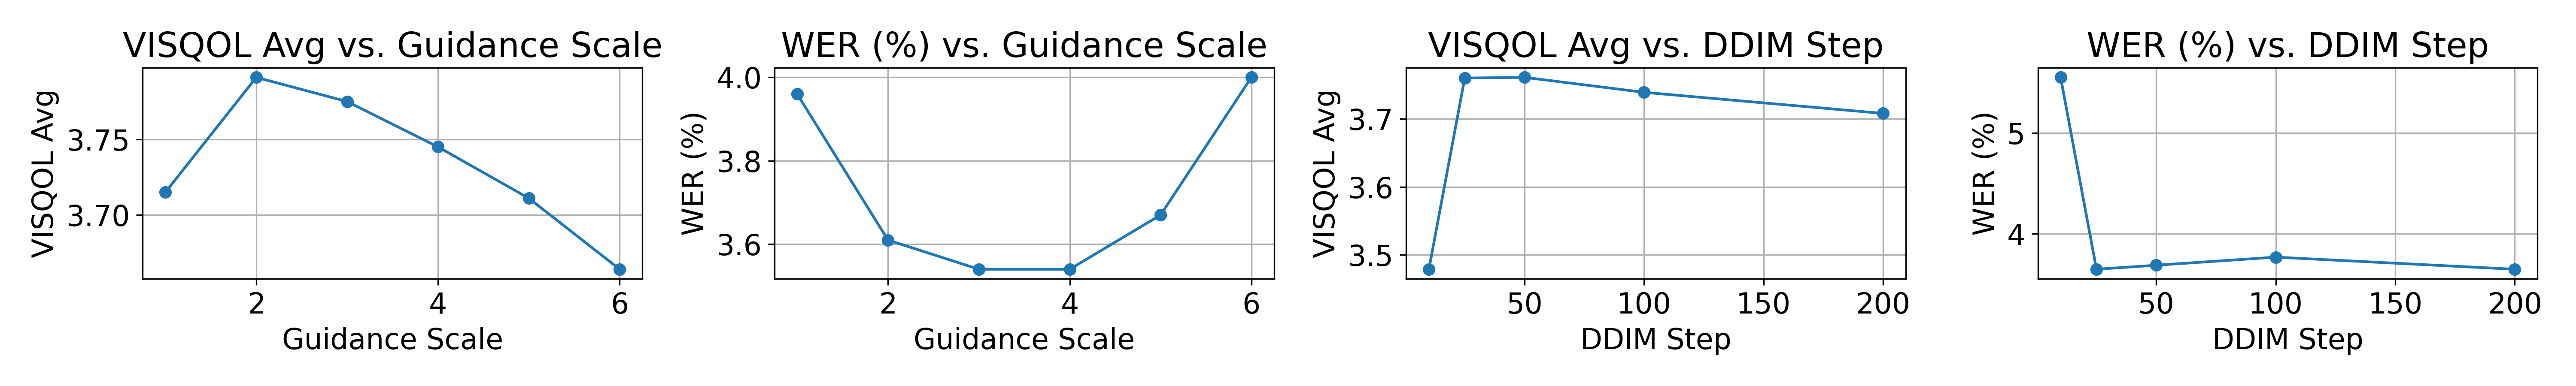 VISQOL Avg vs. Guidance Scale
VISQOL Avg
3.75
3.70
2
4
6
Guidance Scale
WER (%) vs. Guidance Scale
WER (%)
4.0
3.8
3.6
2
4
6
Guidance Scale
VISQOL Avg vs. DDIM Step
VISQOL Avg
3.7
3.6
3.5
50
100
150
200
DDIM Step
WER (%) vs. DDIM Step
WER (%)
5
4
50
100
150
200
DDIM Step